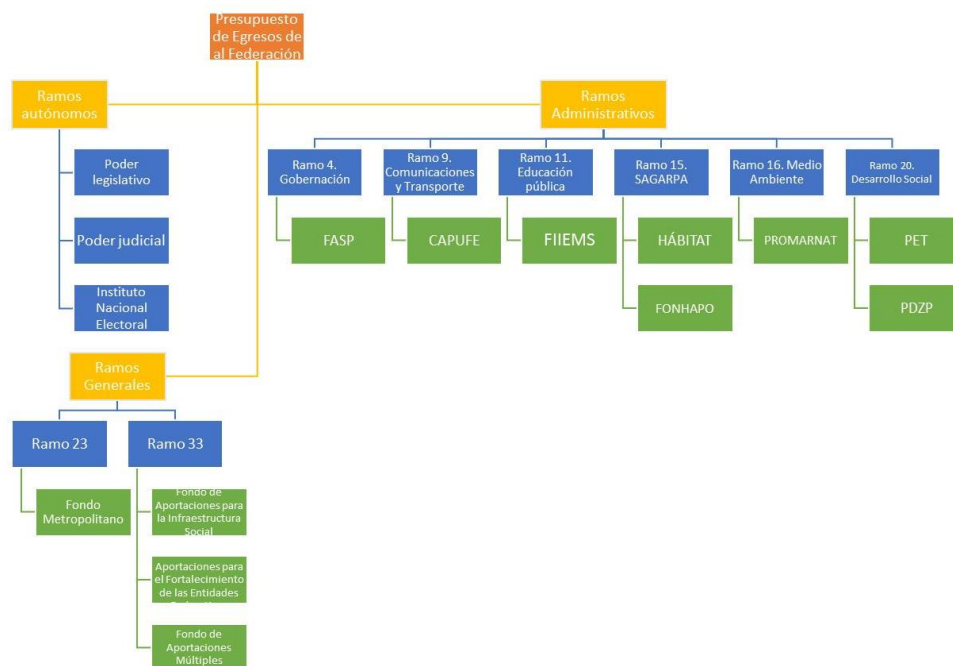 Presupuesto
de Egresos de
al Federación
Ramos
autónomos
Poder
legislativo
Poder judicial
Instituto
Nacional
Electoral
Ramos
Administrativos
Ramo 4.
Gobernación
FASP
Ramo 9.
Comunicaciones
y Transporte
CAPUFE
Ramo 11.
Educación
pública
FIIEMS
Ramo 15.
SAGARPA
HÁBITAT
FONHAPO
Ramo 16. Medio
Ambiente
PROMARNAT
Ramo 20.
Desarrollo Social
PET
PDZP
Ramos
Generales
Ramo 23
Fondo
Metropolitano
Ramo 33
Fondo de
Aportaciones para
la Infraestructura
Social
Aportaciones para
el Fortalecimiento
de las Entidades
Fondo de
Aportaciones
Múltiples